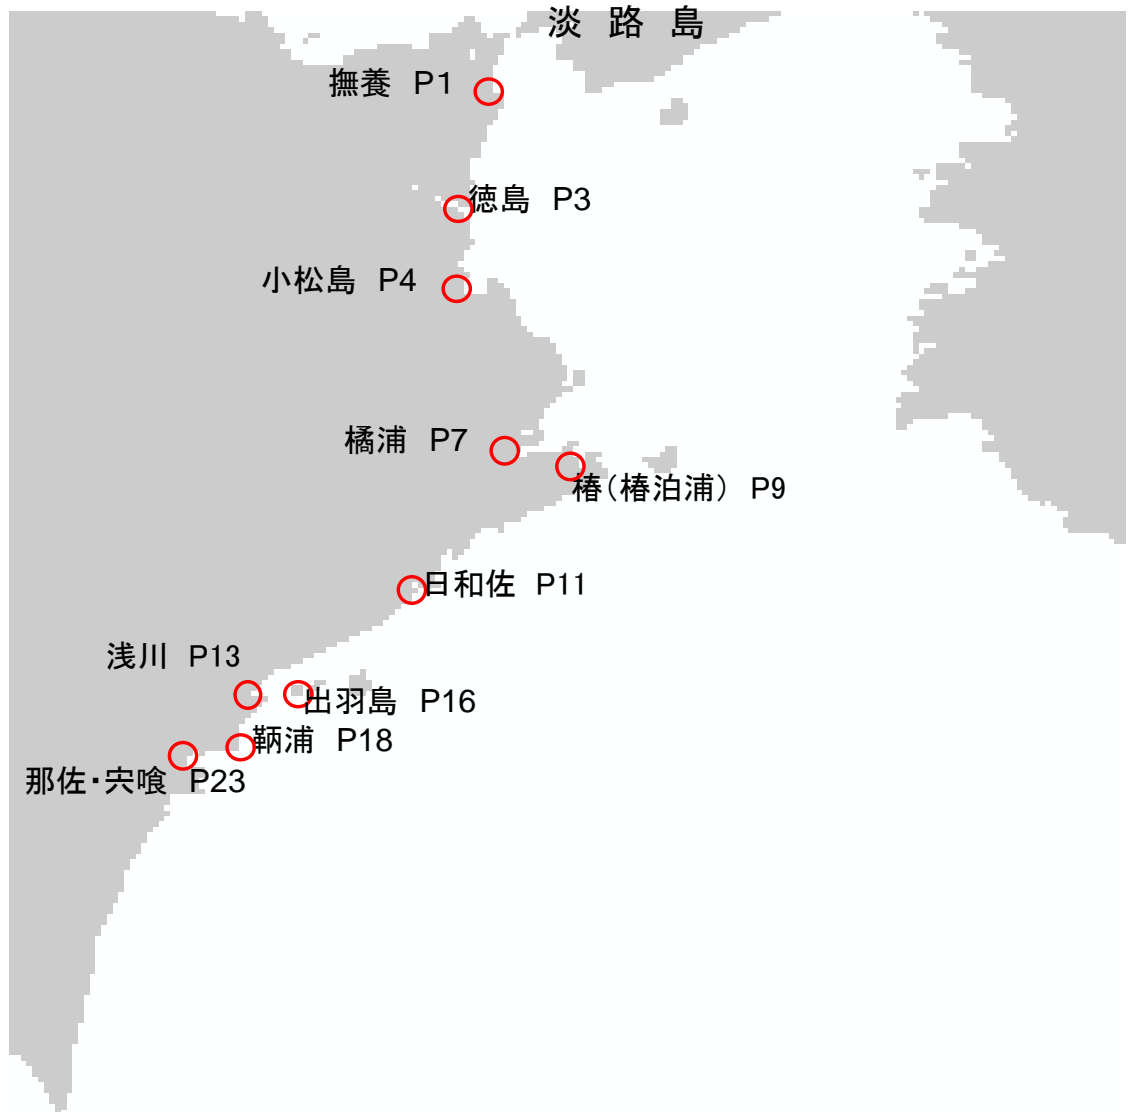 淡 路 島
撫養 P1
徳島 P3
小松島 P4
橘浦 P7
椿（椿泊浦） P9
日和佐 P11
浅川 P13
出羽島 P16
鞆浦 P18
那佐・宍喰 P23